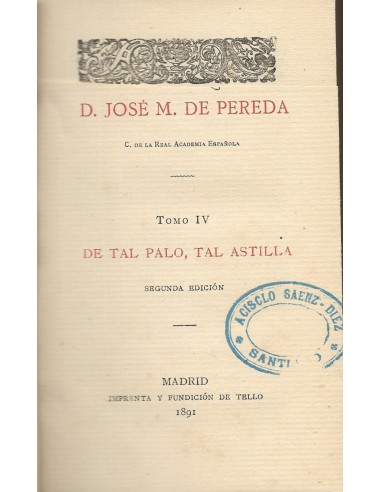 D. JOSÉ M. DE PEREDA
C. DE LA REAL ACADEMIA ESPAÑOLA
TOMO IV
DE TAL PALO, TAL ASTILLA
SEGUNDA EDICIÓN
ACISCLO SAENZ-DIEZ
MADRID
IMPRENTA Y FUNDICIÓN DE TELLO
1891